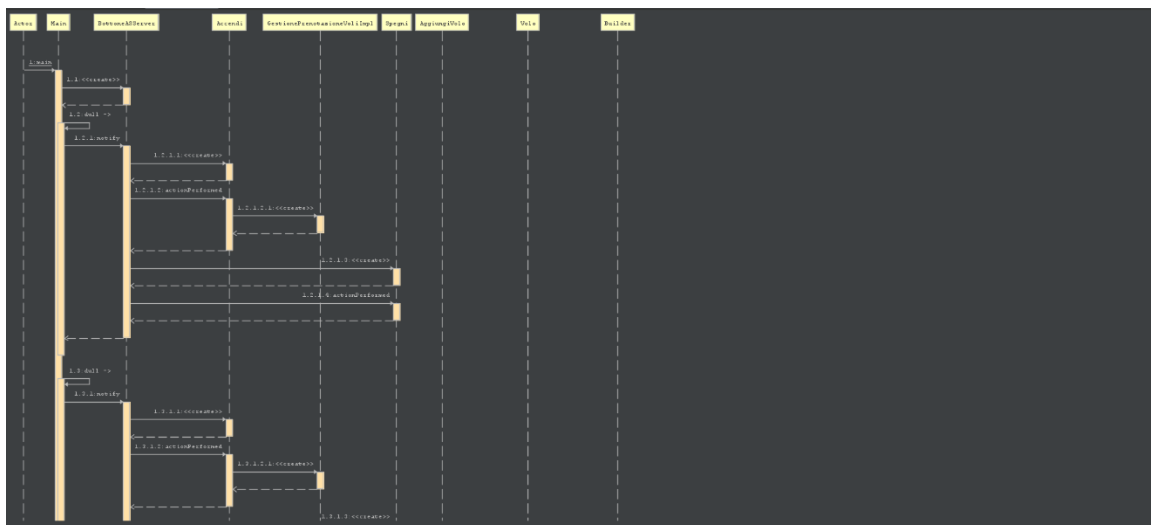 Actor Main BottoneAPServer Accendi GestionePrenotazioneVoliImpl Spegni AggiungiVolo Volo Builder
1:main
1.1:<<create>>
1.2:dull ->
1.2.1:notify
1.2.1.1:<<create>>
1.2.1.2:actionPerformed
1.2.1.2.1:<<create>>
1.2.1.3:<<create>>
1.2.1.4:actionPerformed
1.3:dull ->
1.3.1:notify
1.3.1.1:<<create>>
1.3.1.2:actionPerformed
1.3.1.2.1:<<create>>
1.3.1.3:<<create>>